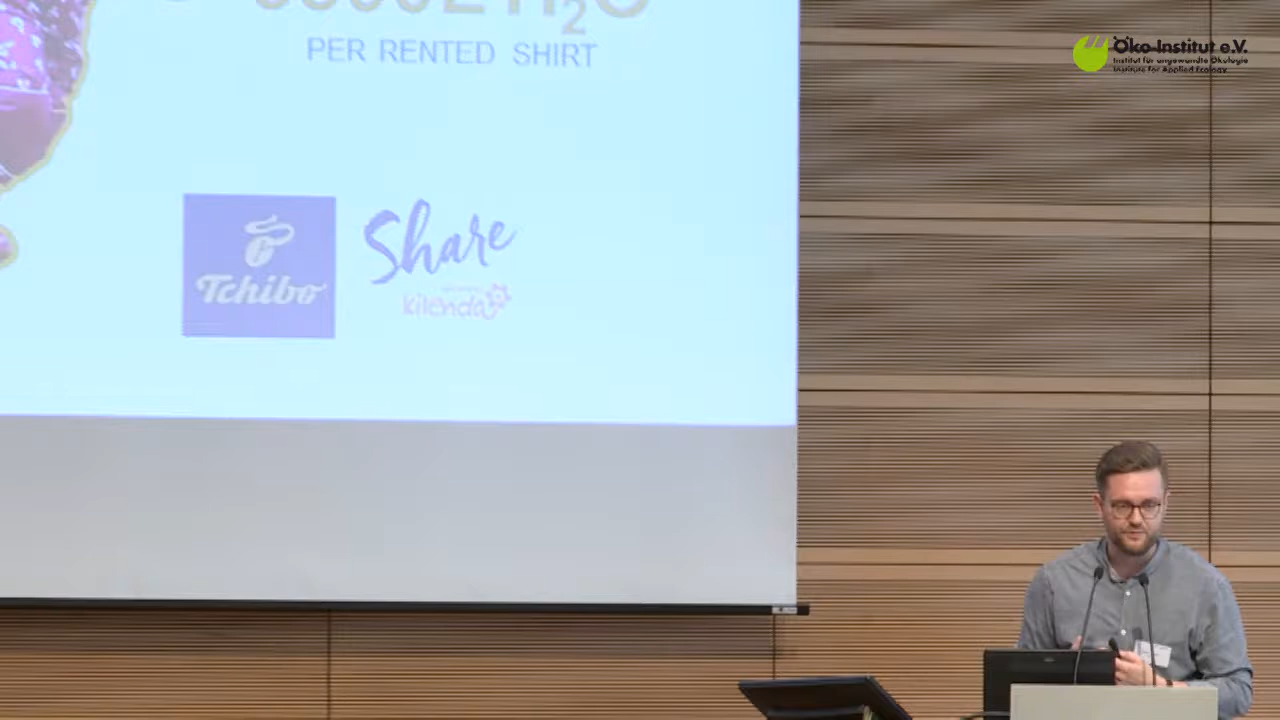 PER RENTED SHIRT
Tchibo
Share
kilenda
Öko-Institut e.V.
Institut für angewandte Ökologie
Institute for Applied Ecology